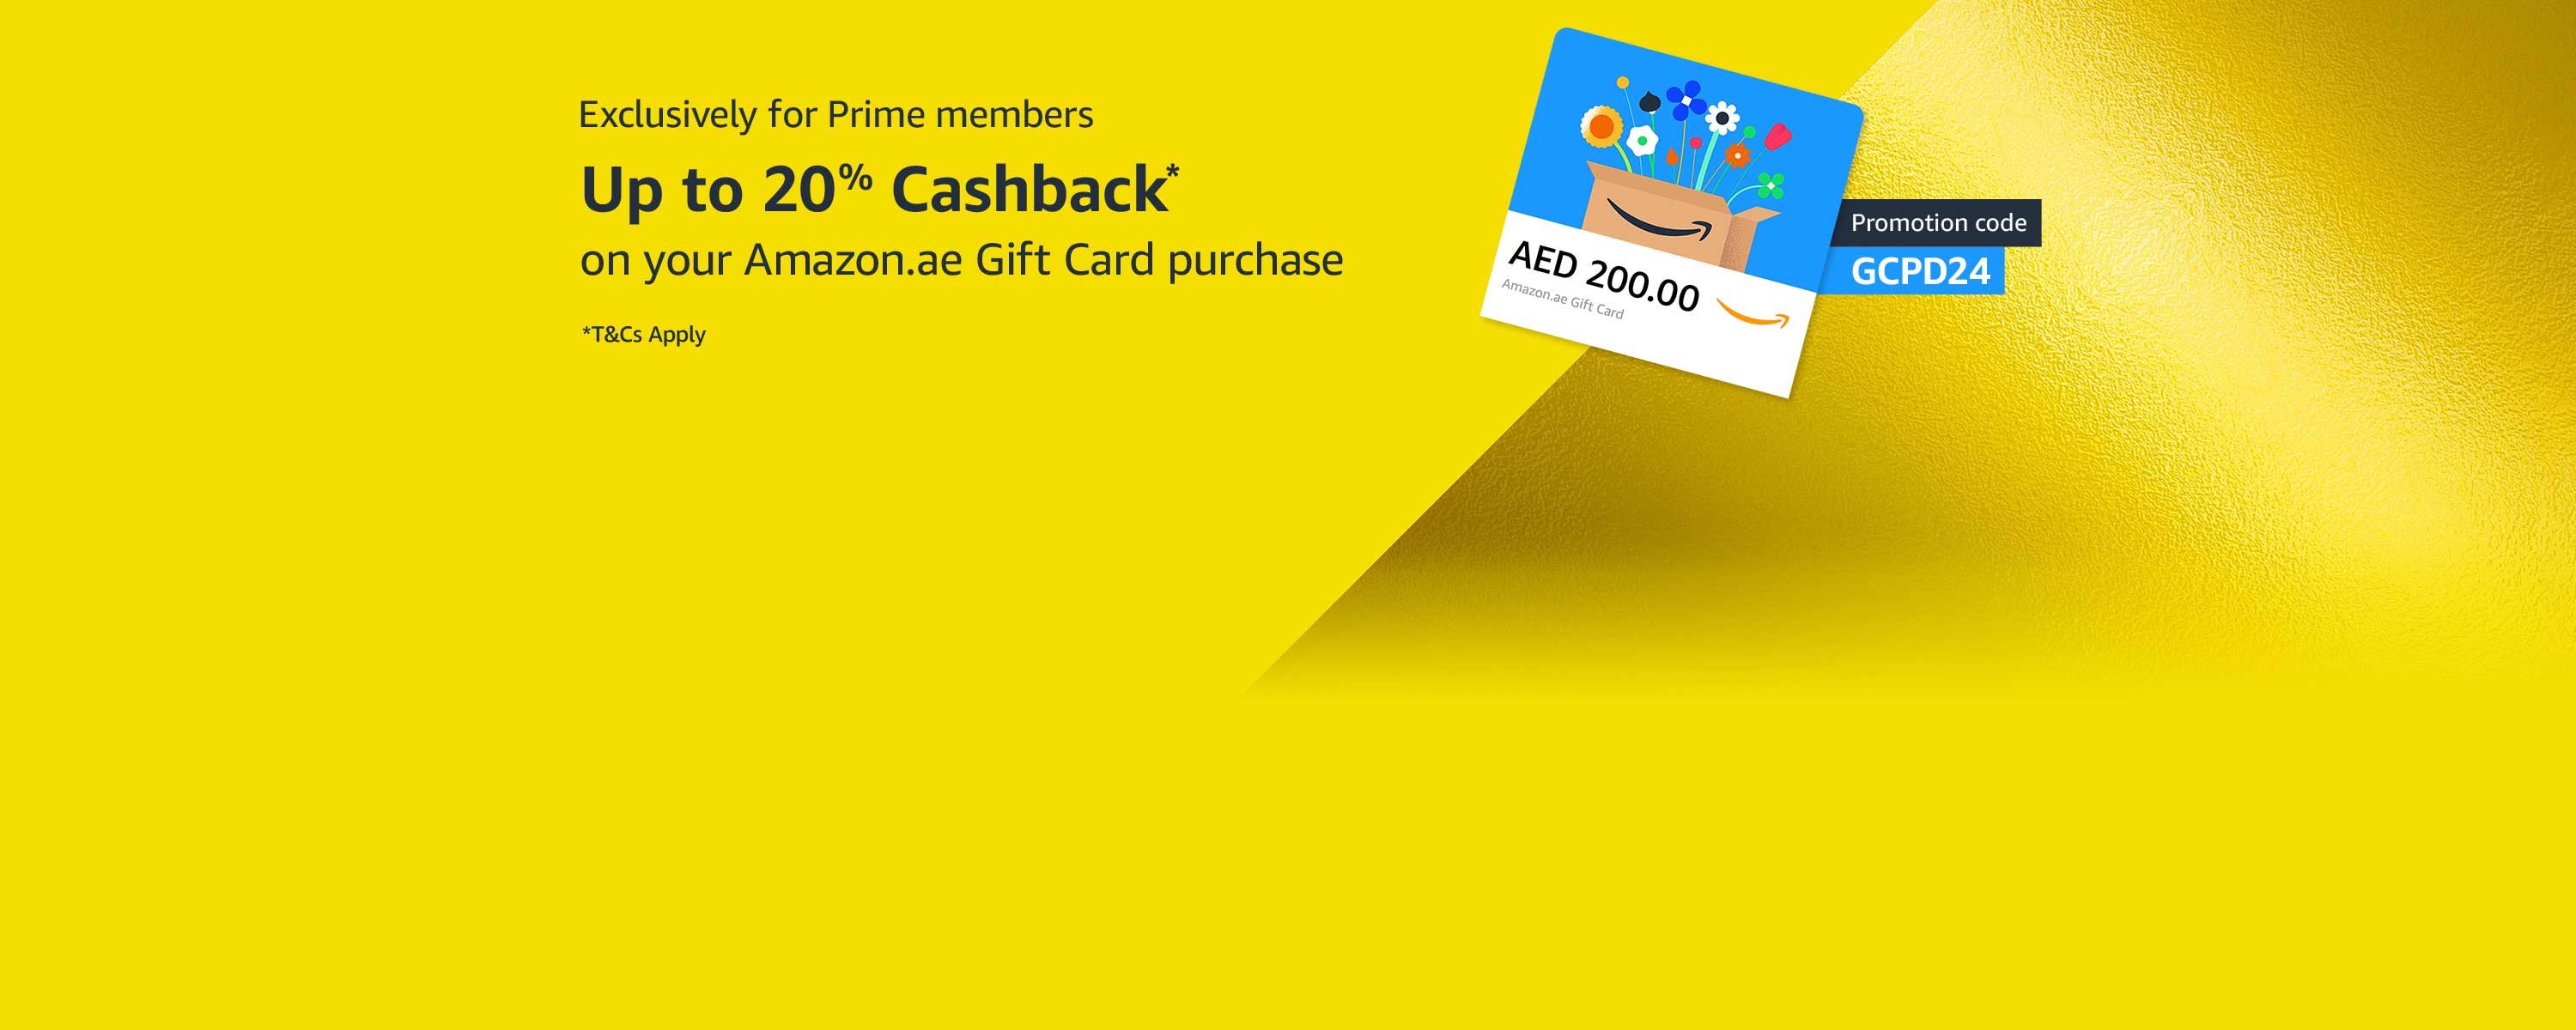 Exclusively for Prime members
Up to 20% Cashback*
on your Amazon.ae Gift Card purchase
*T&Cs Apply
AED 200.00
Amazon.ae Gift Card
Promotion code
GCPD24